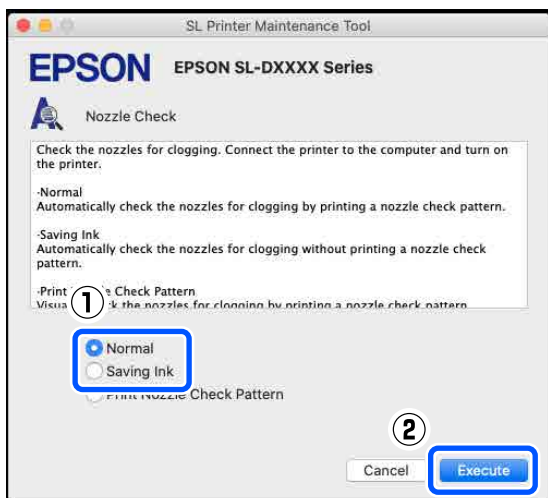 SL Printer Maintenance Tool
EPSON EPSON SL-DXXXX Series
Nozzle Check
Check the nozzles for clogging. Connect the printer to the computer and turn on
the printer.
-Normal
Automatically check the nozzles for clogging by printing a nozzle check pattern.
-Saving Ink
Automatically check the nozzles for clogging without printing a nozzle check
pattern.
-Print Check Pattern
the nozzles for clogging by printing a nozzle check pattern
1
Normal
Saving Ink
Print Nozzle Check Pattern
2
Cancel Execute